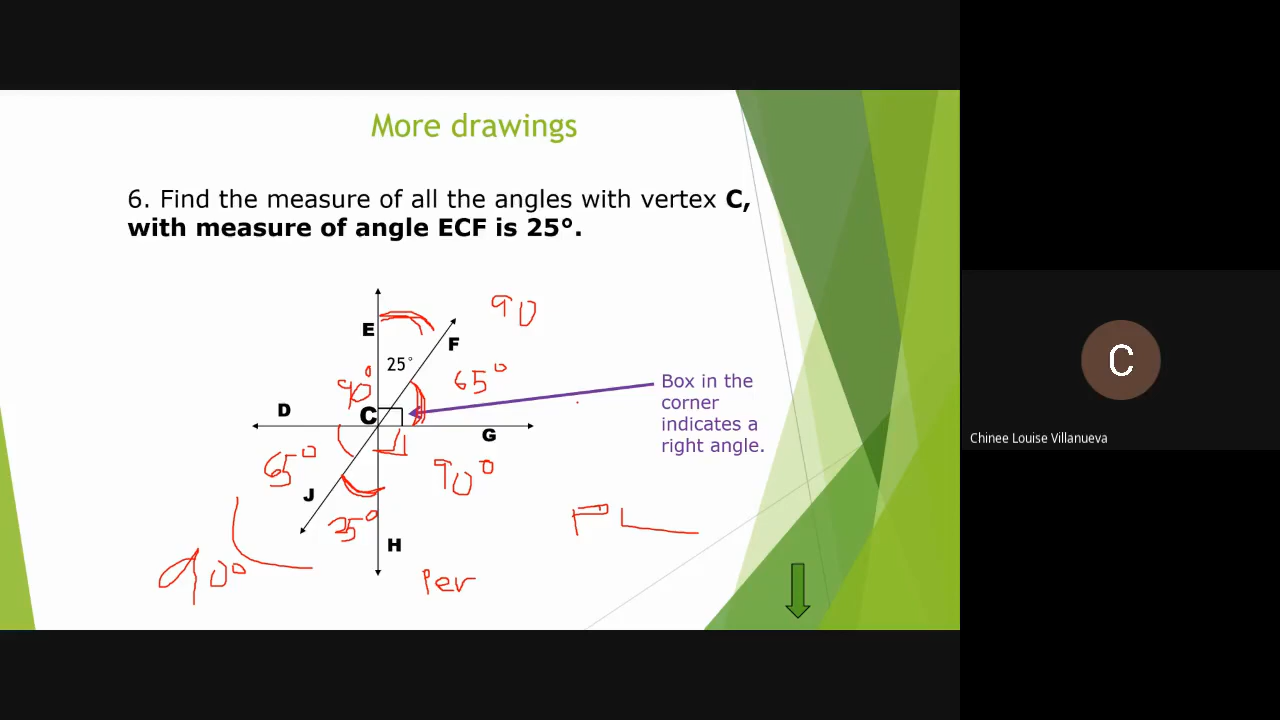 More drawings
6. Find the measure of all the angles with vertex C,
with measure of angle ECF is 25°.
90
E
F
25°
65°
90°
Box in the
corner
indicates a
right angle.
D
C
G
65°
90°
J
25°
H
90°
Per
C
Chinee Louise Villanueva